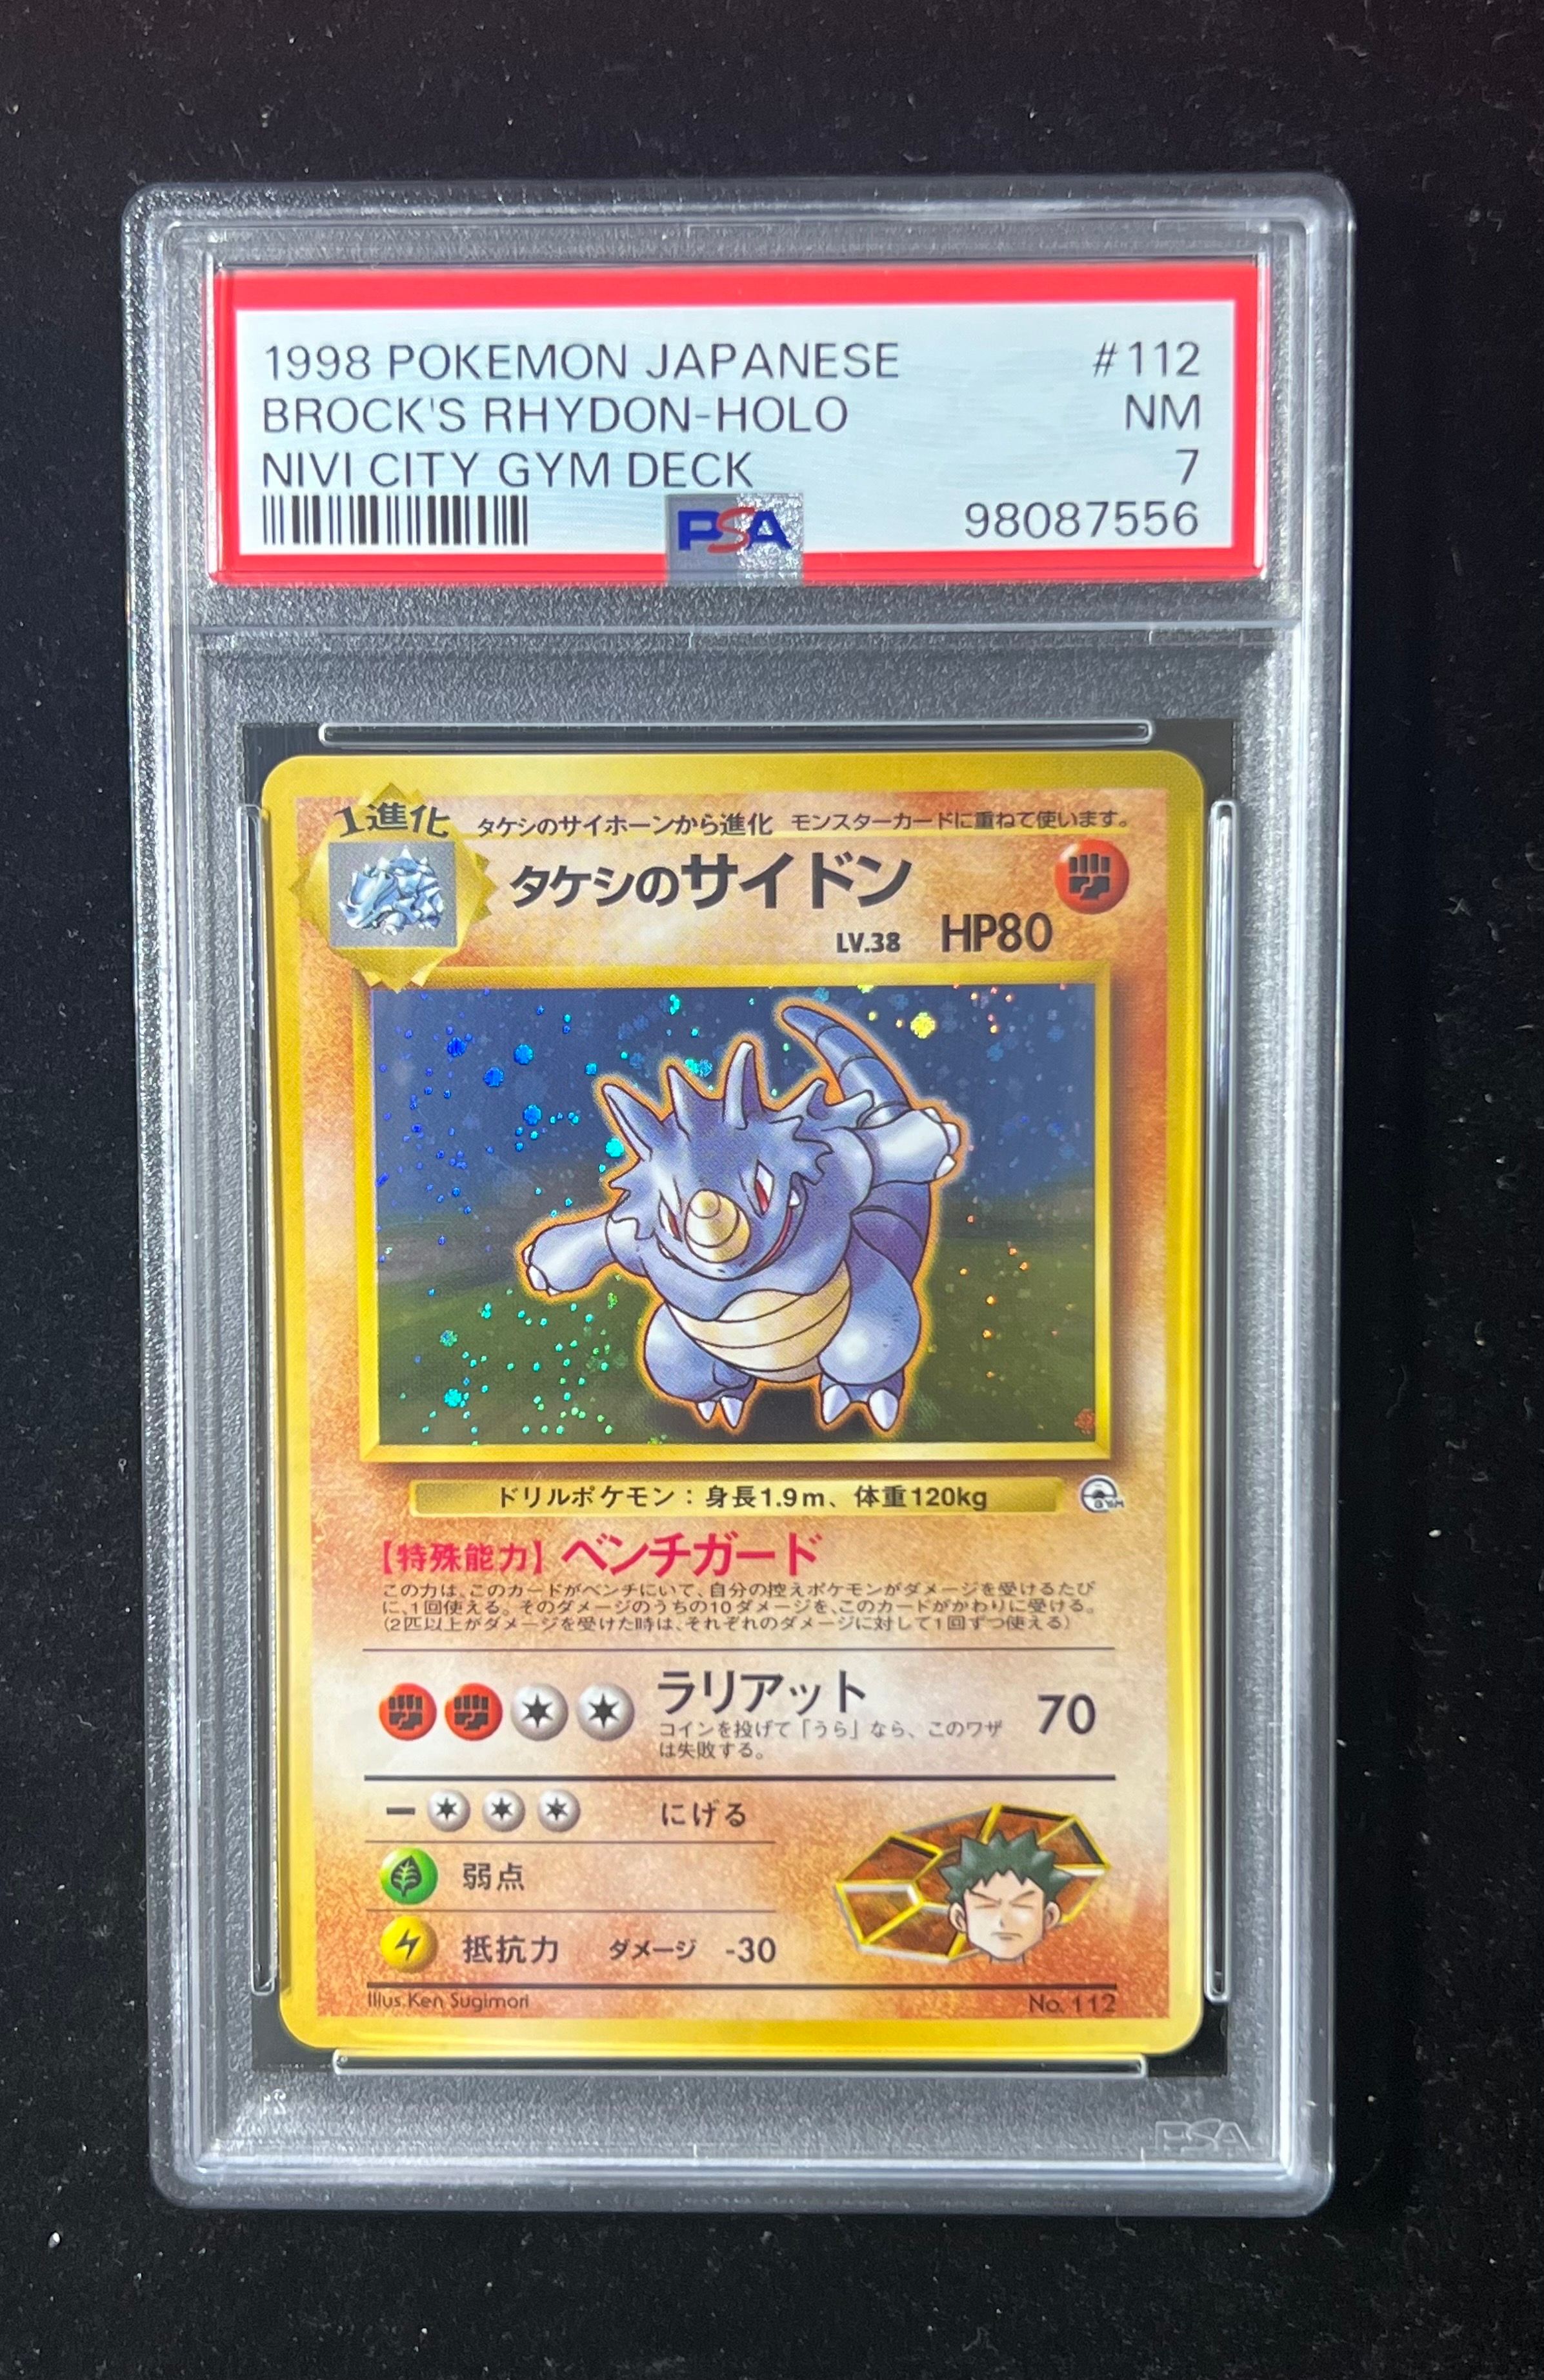 1998 POKEMON JAPANESE #112
BROCK'S RHYDON-HOLO NM
NIVI CITY GYM DECK 7
PSA 98087556
1進化 タケシのサイホーンから進化 モンスターカードに重ねて使います。
タケシのサイドン
LV.38 HP80
ドリルポケモン：身長1.9m、体重120kg
GYM
【特殊能力】ベンチガード
この力は、このカードがベンチにいて、自分の控えポケモンがダメージを受けるたび
に、1回使える。そのダメージのうちの10ダメージを、このカードがかわりに受ける。
（2匹以上がダメージを受けた時は、それぞれのダメージに対して1回ずつ使える）
ラリアット 70
コインを投げて「うら」なら、このワザ
は失敗する。
にげる
弱点
抵抗力 ダメージ -30
Illus.Ken Sugimori No. 112
PSA